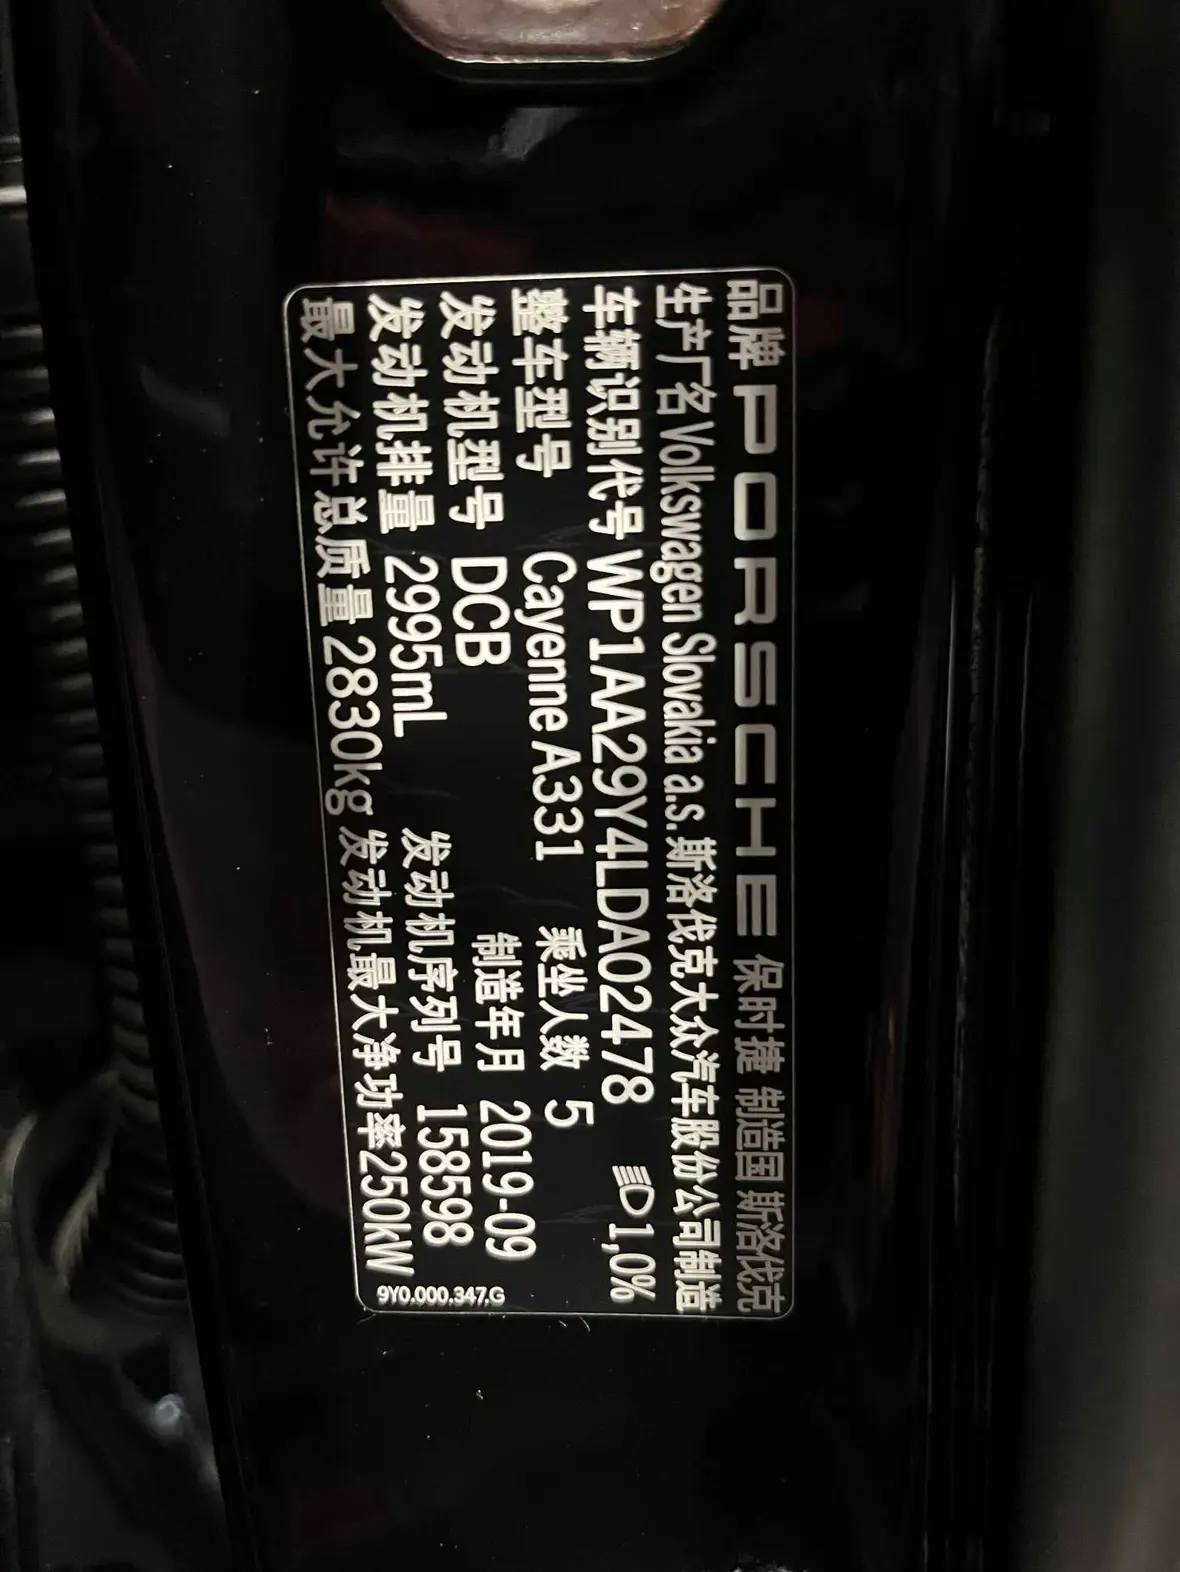 品牌 PORSCHE 保时捷 制造国 斯洛伐克
生产厂名 Volkswagen Slovakia a.s. 斯洛伐克大众汽车股份公司制造
车辆识别代号 WP1AA29Y4LDA02478 1,0%
整车型号 Cayenne A331 乘坐人数 5
发动机型号 DCB 制造年月 2019-09
发动机排量 2995mL 发动机序列号 158598
最大允许总质量 2830kg 发动机最大净功率250kW
9Y0.000.347.G